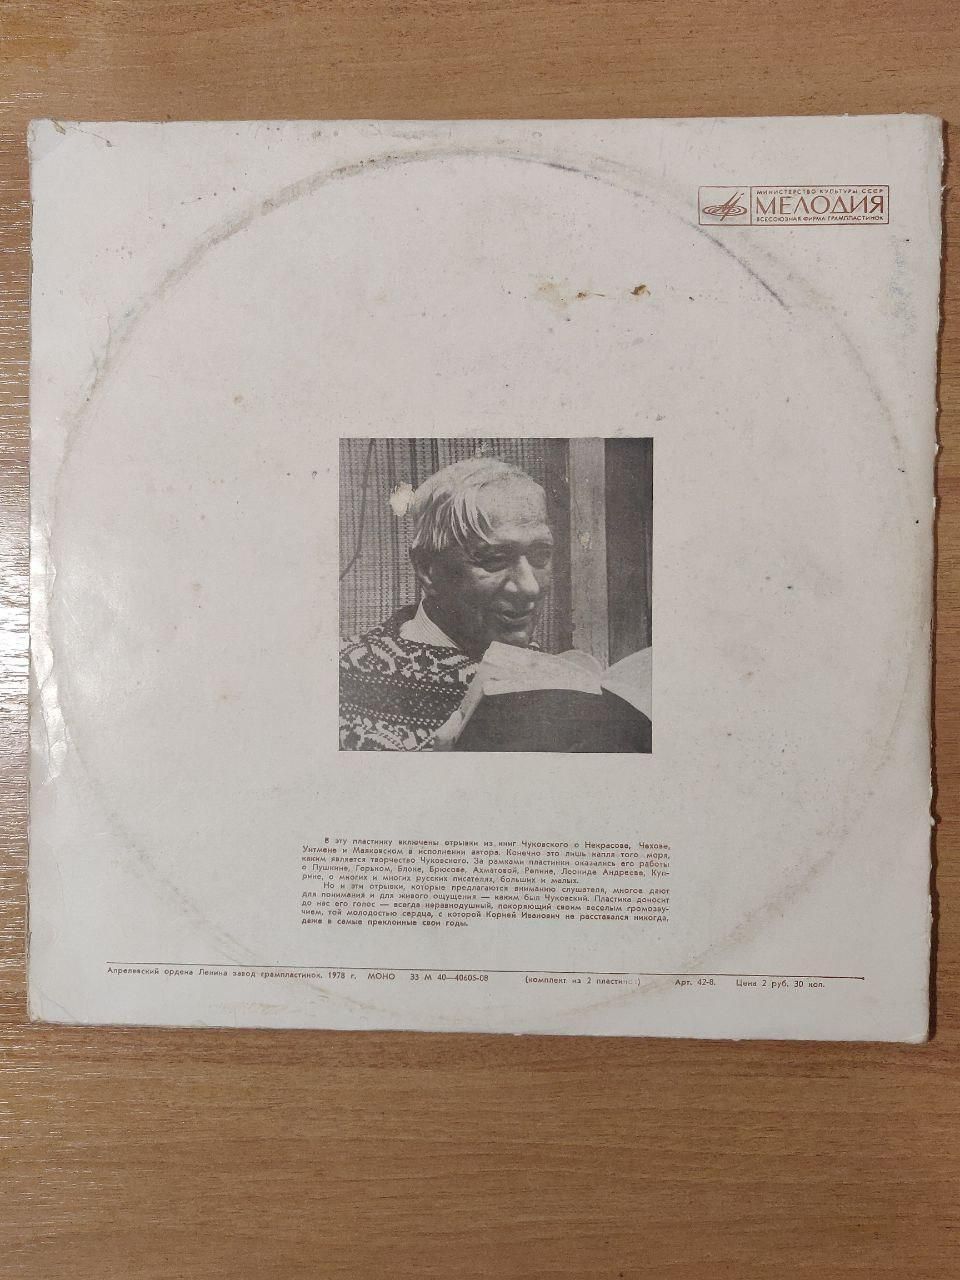 МИНИСТЕРСТВО КУЛЬТУРЫ СССР
МЕЛОДИЯ
ВСЕСОЮЗНАЯ ФИРМА ГРАМПЛАСТИНОК
В эту пластинку включены отрывки из книг Чуковского о Некрасове, Чехове,
Уитмене и Маяковском в исполнении автора. Конечно это лишь капля того моря,
каким является творчество Чуковского. За рамками пластинки оказались его работы
о Пушкине, Горьком, Блоке, Брюсове, Ахматовой, Репине, Леониде Андрееве, Куп-
рине, о многих и многих русских писателях, больших и малых.
Но и эти отрывки, которые предлагаются вниманию слушателя, многое дают
для понимания и для живого ощущения — каким был Чуковский. Пластика доносит
до нас его голос — всегда неравнодушный, покоряющий своим веселым громозву-
чием, той молодостью сердца, с которой Корней Иванович не расставался никогда,
даже в самые преклонные свои годы.
Апрелевский ордена Ленина завод грампластинок, 1978 г. МОНО 33 М 40—40605-08 (комплект из 2 пластинок) Арт. 42-8. Цена 2 руб. 30 коп.